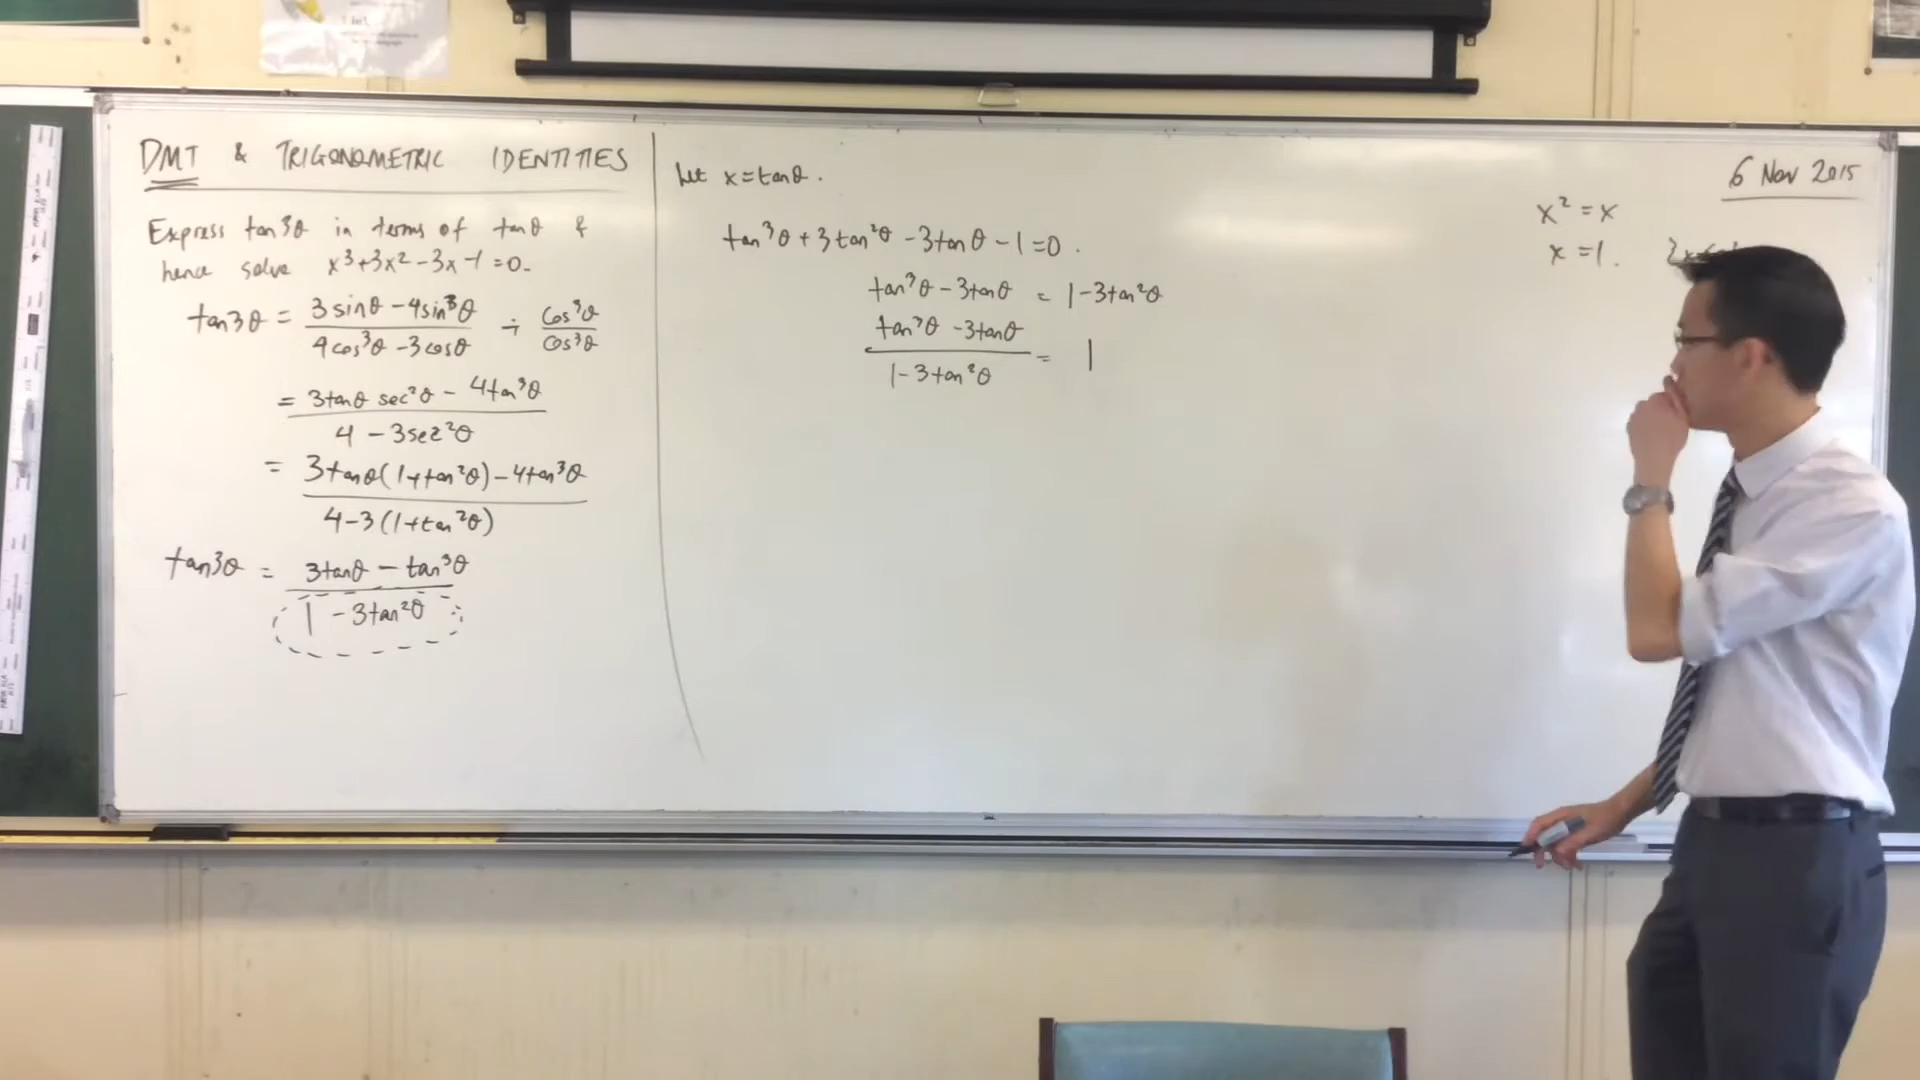 DMT & TRIGONOMETRIC IDENTITIES
Express tan3θ in terms of tanθ &
hence solve x³+3x²-3x-1=0.
tan3θ = (3sinθ - 4sin³θ)/(4cos³θ - 3cosθ) ÷ cos³θ/cos³θ
= (3tanθ sec²θ - 4tan³θ)/(4 - 3sec²θ)
= (3tanθ(1+tan²θ) - 4tan³θ)/(4-3(1+tan²θ))
tan3θ = (3tanθ - tan³θ)/(1 - 3tan²θ)
Let x=tanθ.
tan³θ + 3tan²θ - 3tanθ - 1 = 0.
tan³θ - 3tanθ = 1-3tan²θ
(tan³θ - 3tanθ)/(1-3tan²θ) = 1
6 Nov 2015
x² = x
x = 1.